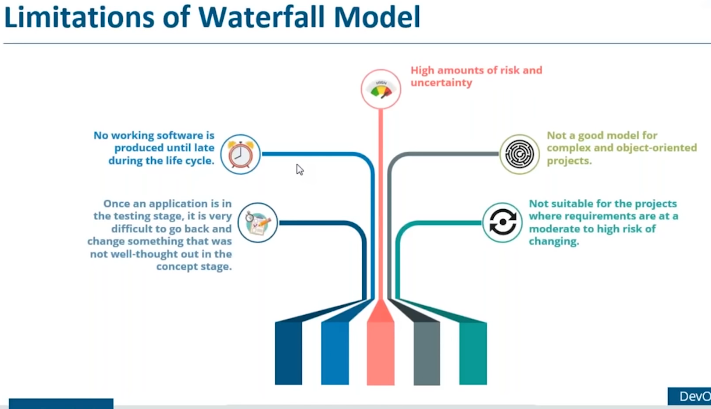 Limitations of Waterfall Model
High amounts of risk and
uncertainty
No working software is
produced until late
during the life cycle.
Not a good model for
complex and object-oriented
projects.
Once an application is in
the testing stage, it is very
difficult to go back and
change something that was
not well-thought out in the
concept stage.
Not suitable for the projects
where requirements are at a
moderate to high risk of
changing.
DevO